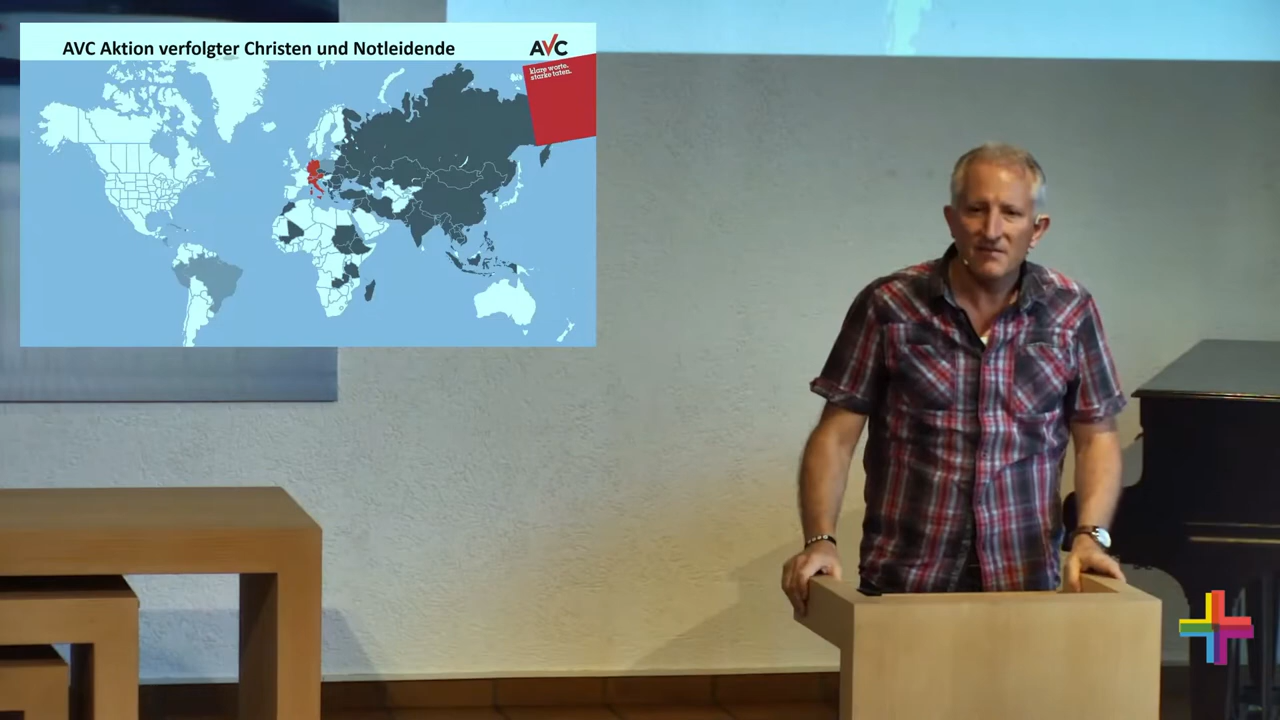 AVC Aktion verfolgter Christen und Notleidende
AVC
klare worte.
starke taten.